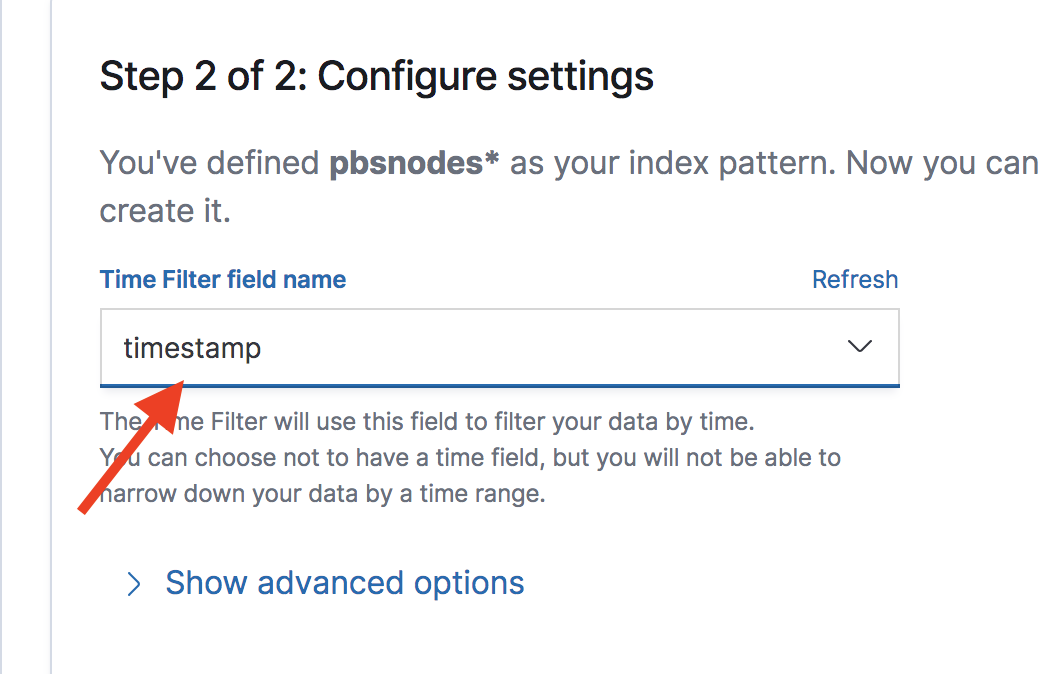 Step 2 of 2: Configure settings
You've defined pbsnodes* as your index pattern. Now you can
create it.
Time Filter field name
Refresh
timestamp
The Time Filter will use this field to filter your data by time.
You can choose not to have a time field, but you will not be able to
narrow down your data by a time range.
Show advanced options